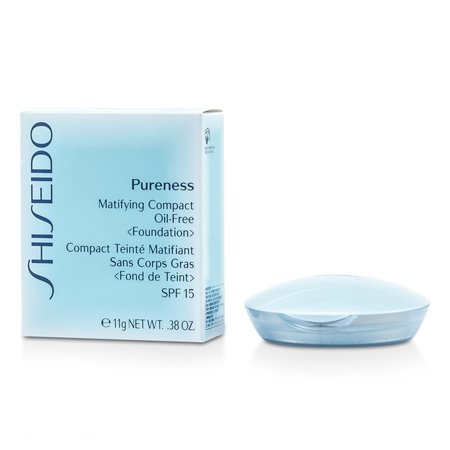 SHISEIDO
Pureness
Matifying Compact
Oil-Free
<Foundation>
Compact Teinté Matifiant
Sans Corps Gras
<Fond de Teint>
SPF 15
℮ 11g NET WT. .38 OZ.